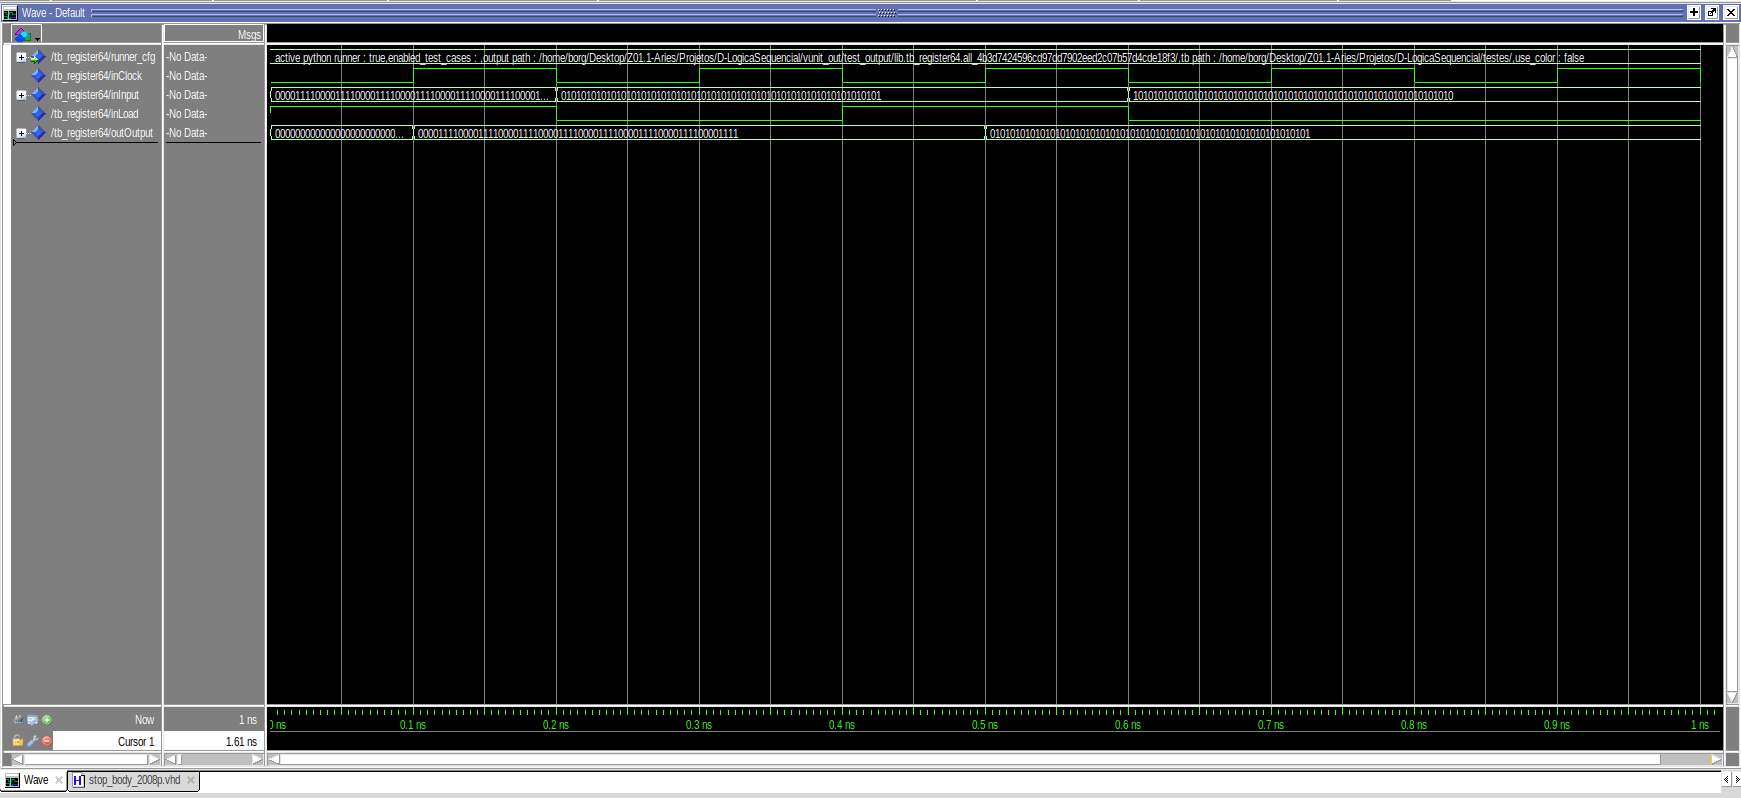 Wave - Default
Msgs
/tb_register64/runner_cfg -No Data- active python runner : true,enabled_test_cases : ,output path : /home/borg/Desktop/Z01.1-Aries/Projetos/D-LogicaSequencial/vunit_out/test_output/lib.tb_register64.all_4b3d7424596cd97dd7902eed2c07b57d4cde18f3/,tb path : /home/borg/Desktop/Z01.1-Aries/Projetos/D-LogicaSequencial/testes/,use_color : false
/tb_register64/inClock -No Data-
/tb_register64/inInput -No Data- 0000111100001111000011110000111100001111000011110000​1... 0101010101010101010101010101010101010101010101010101010101010101 1010101010101010101010101010101010101010101010101010101010101010
/tb_register64/inLoad -No Data-
/tb_register64/outOutput -No Data- 000000000000000000000000... 0000111100001111000011110000111100001111000011110000111100001111 0101010101010101010101010101010101010101010101010101010101010101
Now 1 ns 0 ns 0.1 ns 0.2 ns 0.3 ns 0.4 ns 0.5 ns 0.6 ns 0.7 ns 0.8 ns 0.9 ns 1 ns
Cursor 1 1.61 ns
Wave stop_body_2008p.vhd